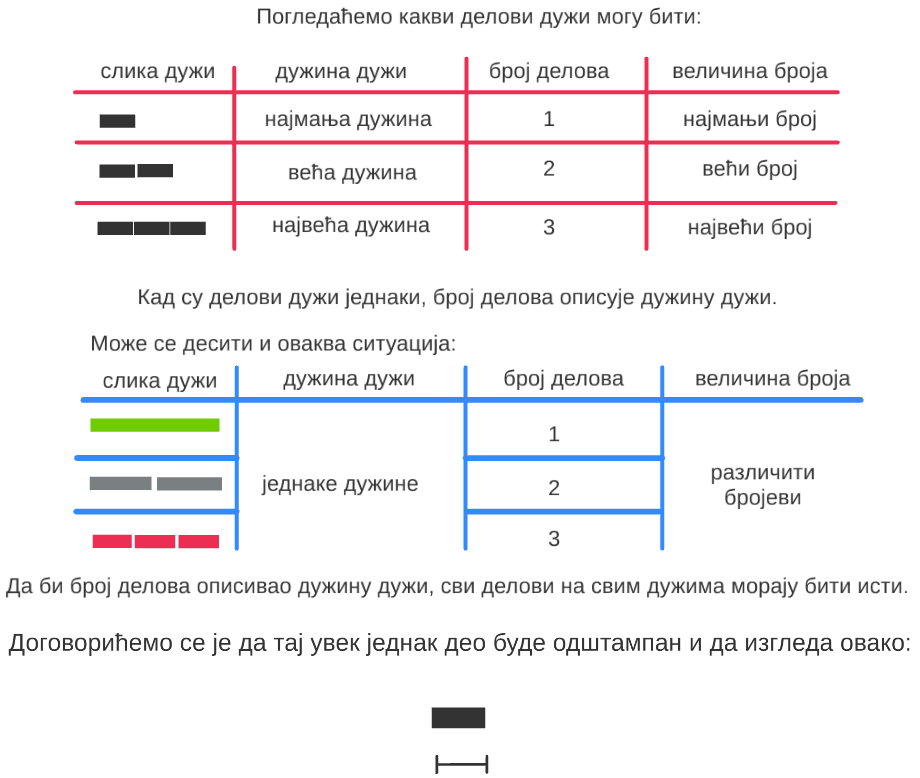 Погледаћемо какви делови дужи могу бити:
слика дужи дужина дужи број делова величина броја
најмања дужина 1 најмањи број
већа дужина 2 већи број
највећа дужина 3 највећи број
Кад су делови дужи једнаки, број делова описује дужину дужи.
Може се десити и оваква ситуација:
слика дужи дужина дужи број делова величина броја
1
једнаке дужине 2 различити
бројеви
3
Да би број делова описивао дужину дужи, сви делови на свим дужима морају бити исти.
Договорићемо се је да тај увек једнак део буде одштампан и да изгледа овако: